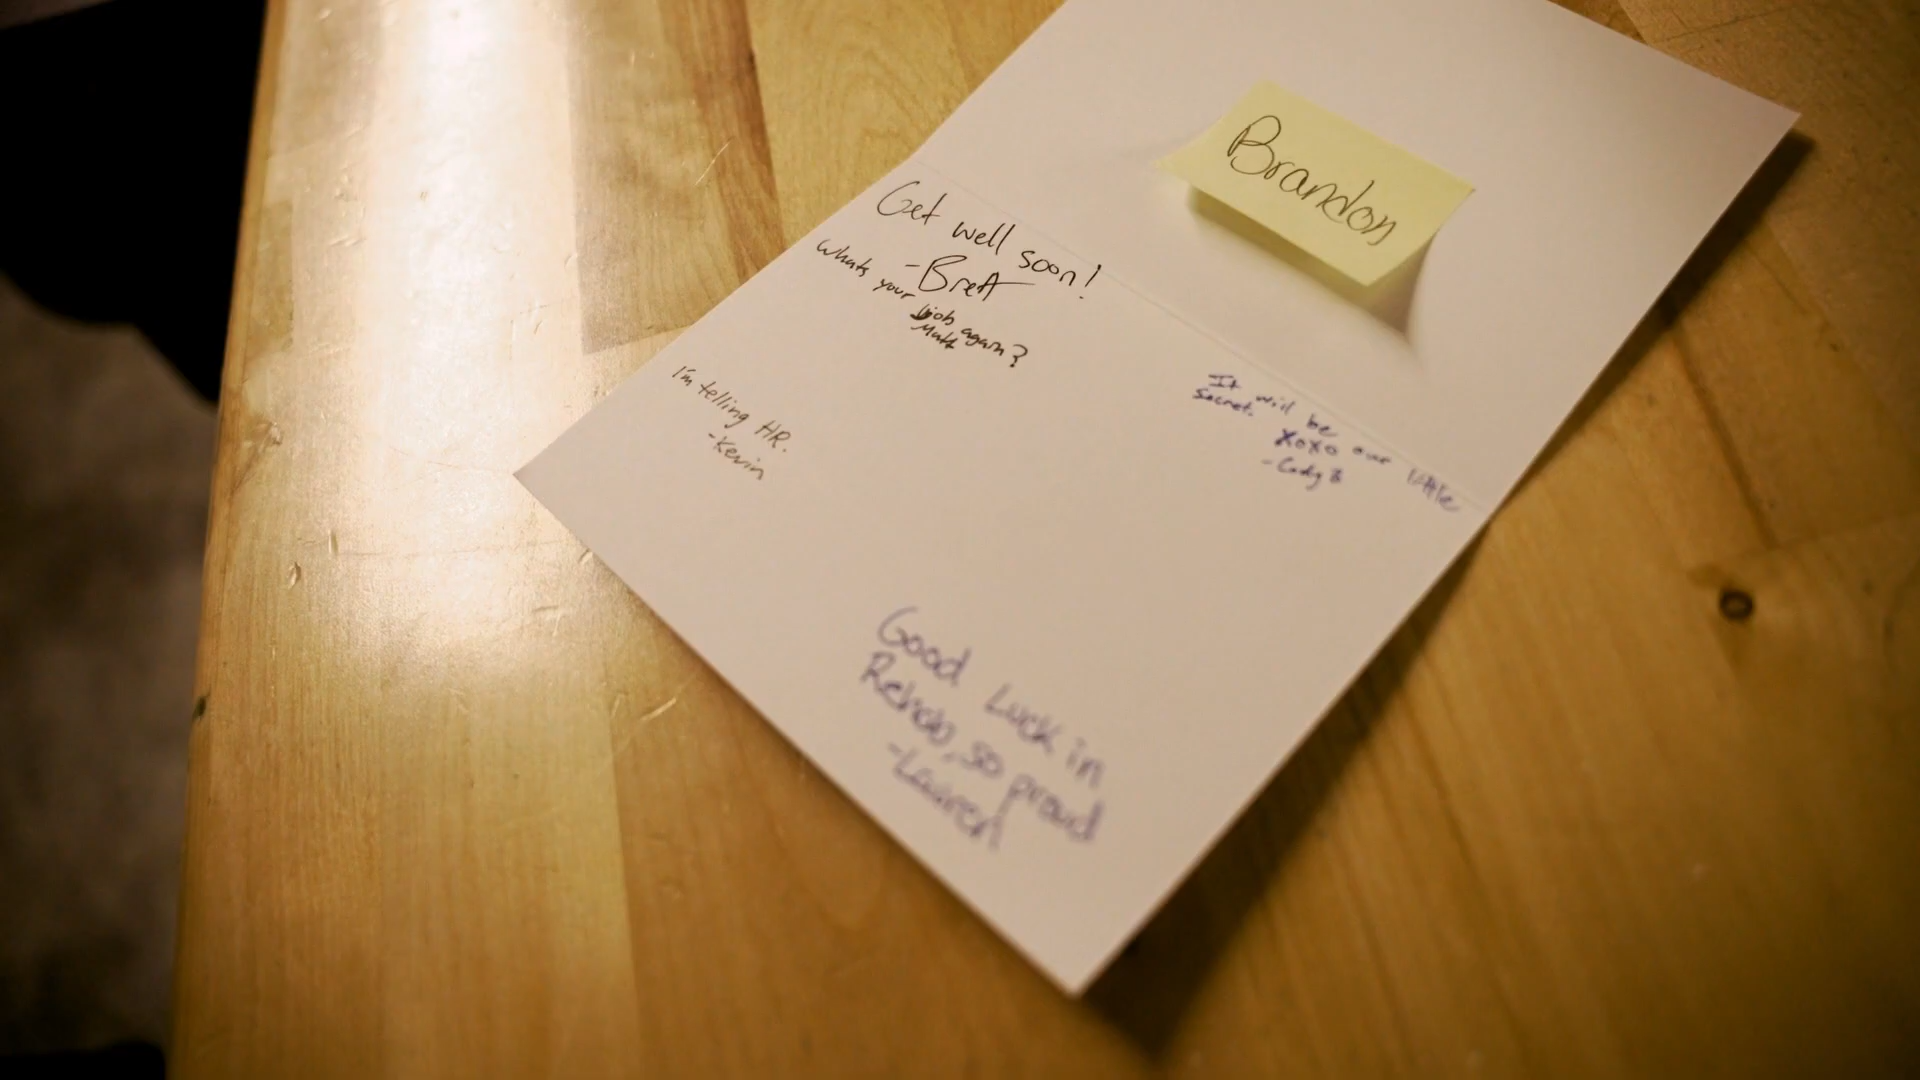 Brandon
Get well soon!
-Brett
Whats your job again?
Matt
I'm telling HR.
-Kevin
It will be our little
secret.
XOXO
-Cody B
Good Luck in
Rehab, so proud
-Lauren